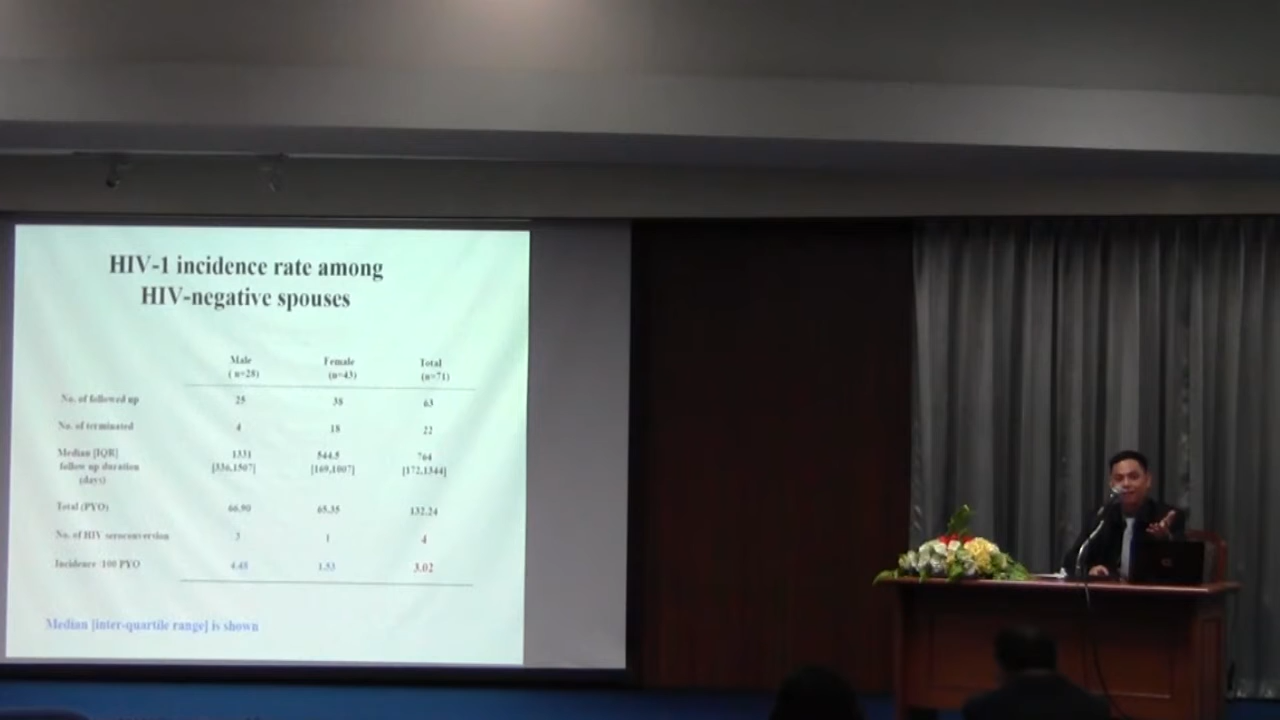 HIV-1 incidence rate among
HIV-negative spouses
Male Female Total
( n=28) (n=43) (n=71)
No. of followed up 25 38 63
No. of terminated 4 18 22
Median [IQR] 1331 544.5 764
follow up duration [336,1507] [169,1007] [172,1344]
(days)
Total (PYO) 66.90 65.35 132.24
No. of HIV seroconversion 3 1 4
Incidence /100 PYO 4.48 1.53 3.02
Median [inter-quartile range] is shown